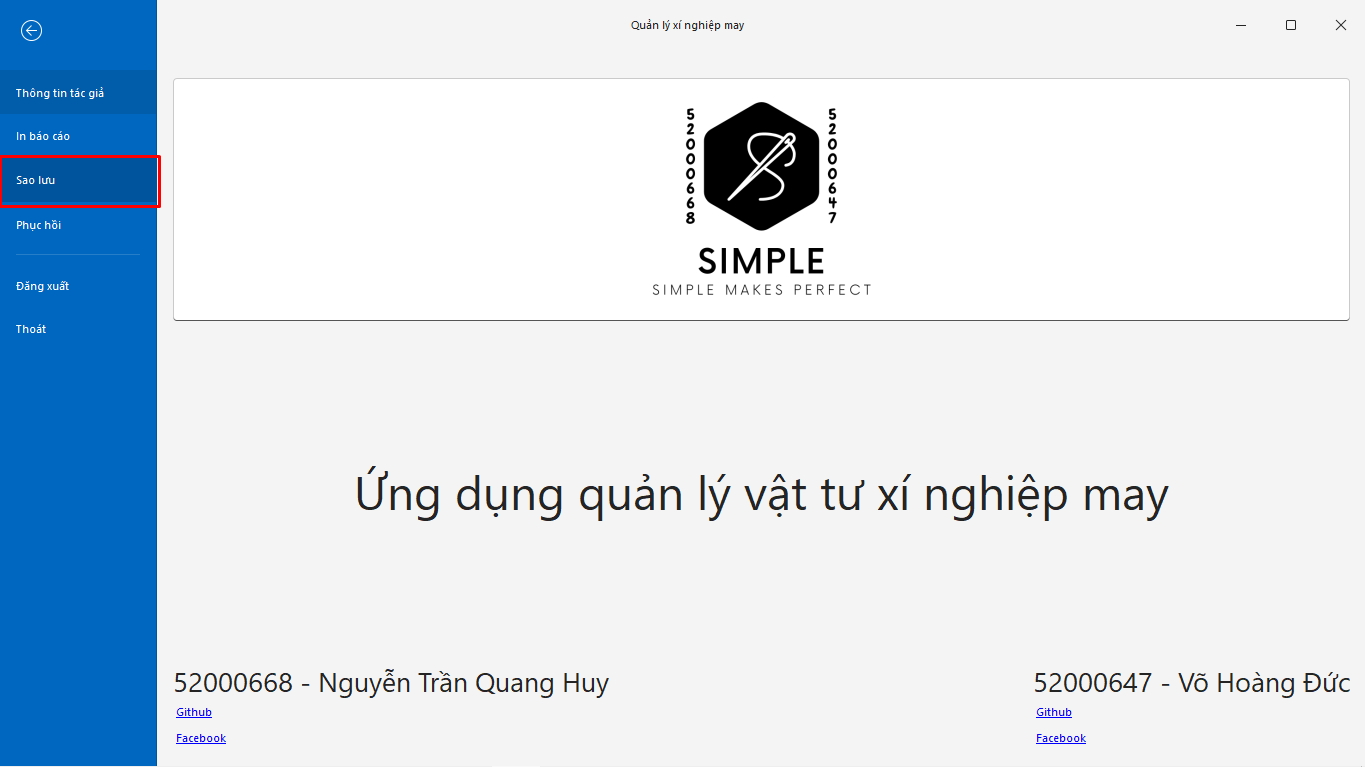 Quản lý xí nghiệp may
Thông tin tác giả
In báo cáo
Sao lưu
Phục hồi
Đăng xuất
Thoát
52000668
52000647
SIMPLE
SIMPLE MAKES PERFECT
Ứng dụng quản lý vật tư xí nghiệp may
52000668 - Nguyễn Trần Quang Huy
Github
Facebook
52000647 - Võ Hoàng Đức
Github
Facebook